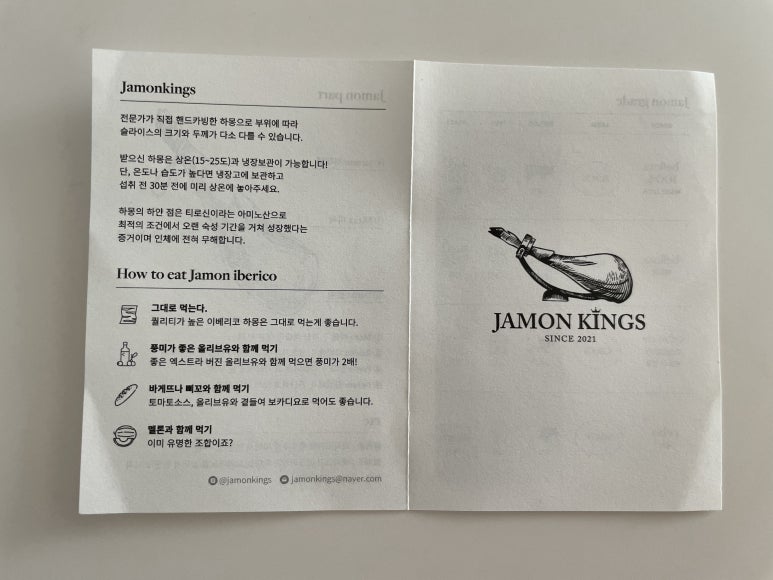 Jamonkings
전문가가 직접 핸드카빙한 하몽으로 부위에 따라
슬라이스의 크기와 두께가 다소 다를 수 있습니다.
받으신 하몽은 상온(15~25도)과 냉장보관이 가능합니다!
단, 온도나 습도가 높다면 냉장고에 보관하고
섭취 전 30분 전에 미리 상온에 놓아주세요.
하몽의 하얀 점은 티로신이라는 아미노산으로
최적의 조건에서 오랜 숙성 기간을 거쳐 성장했다는
증거이며 인체에 전혀 무해합니다.
How to eat Jamon iberico
그대로 먹는다.
퀄리티가 높은 이베리코 하몽은 그대로 먹는게 좋습니다.
풍미가 좋은 올리브유와 함께 먹기
좋은 엑스트라 버진 올리브유와 함께 먹으면 풍미가 2배!
바게뜨나 삐꼬와 함께 먹기
토마토소스, 올리브유와 곁들여 보카디요로 먹어도 좋습니다.
멜론과 함께 먹기
이미 유명한 조합이죠?
@jamonkings jamonkings@naver.com
JAMON KINGS
SINCE 2021
Jamon part
Jamon grade